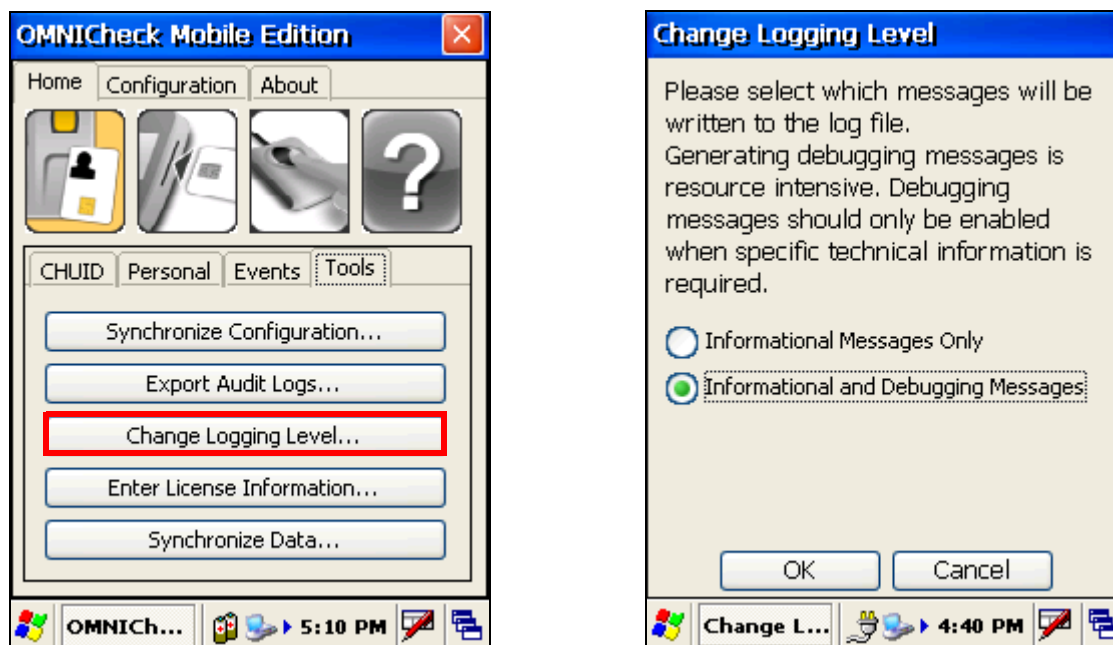 OMNICheck Mobile Edition
Home Configuration About
?
CHUID Personal Events Tools
Synchronize Configuration...
Export Audit Logs...
Change Logging Level...
Enter License Information...
Synchronize Data...
OMNICh... 5:10 PM
Change Logging Level
Please select which messages will be
written to the log file.
Generating debugging messages is
resource intensive. Debugging
messages should only be enabled
when specific technical information is
required.
Informational Messages Only
Informational and Debugging Messages
OK Cancel
Change L... 4:40 PM